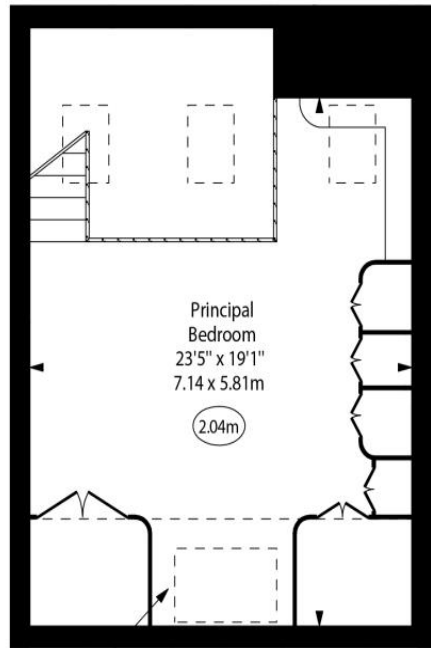 Principal
Bedroom
23'5" x 19'1"
7.14 x 5.81m
2.04m